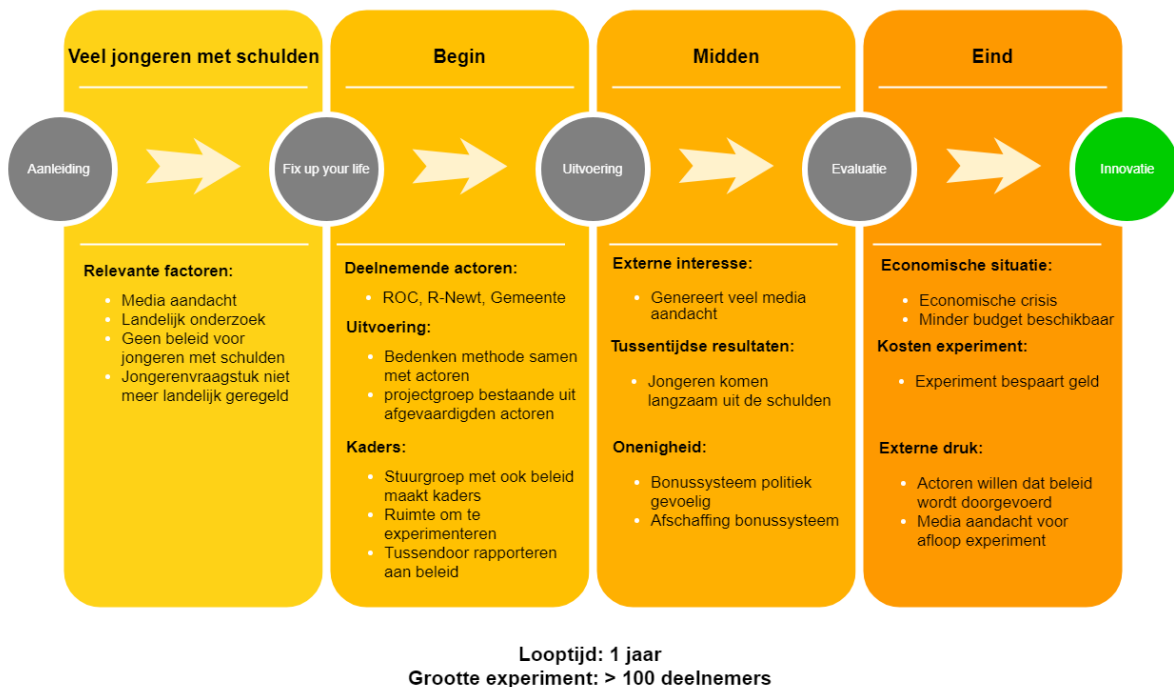 Veel jongeren met schulden
Begin
Midden
Eind
Aanleiding
Fix up your life
Uitvoering
Evaluatie
Innovatie
Relevante factoren:
Media aandacht
Landelijk onderzoek
Geen beleid voor
jongeren met schulden
Jongerenvraagstuk niet
meer landelijk geregeld
Deelnemende actoren:
ROC, R-Newt, Gemeente
Uitvoering:
Bedenken methode samen
met actoren
projectgroep bestaande uit
afgevaardigden actoren
Kaders:
Stuurgroep met ook beleid
maakt kaders
Ruimte om te
experimenteren
Tussendoor rapporteren
aan beleid
Externe interesse:
Genereert veel media
aandacht
Tussentijdse resultaten:
Jongeren komen
langzaam uit de schulden
Onenigheid:
Bonussysteem politiek
gevoelig
Afschaffing bonussysteem
Economische situatie:
Economische crisis
Minder budget beschikbaar
Kosten experiment:
Experiment bespaart geld
Externe druk:
Actoren willen dat beleid
wordt doorgevoerd
Media aandacht voor
afloop experiment
Looptijd: 1 jaar
Grootte experiment: > 100 deelnemers